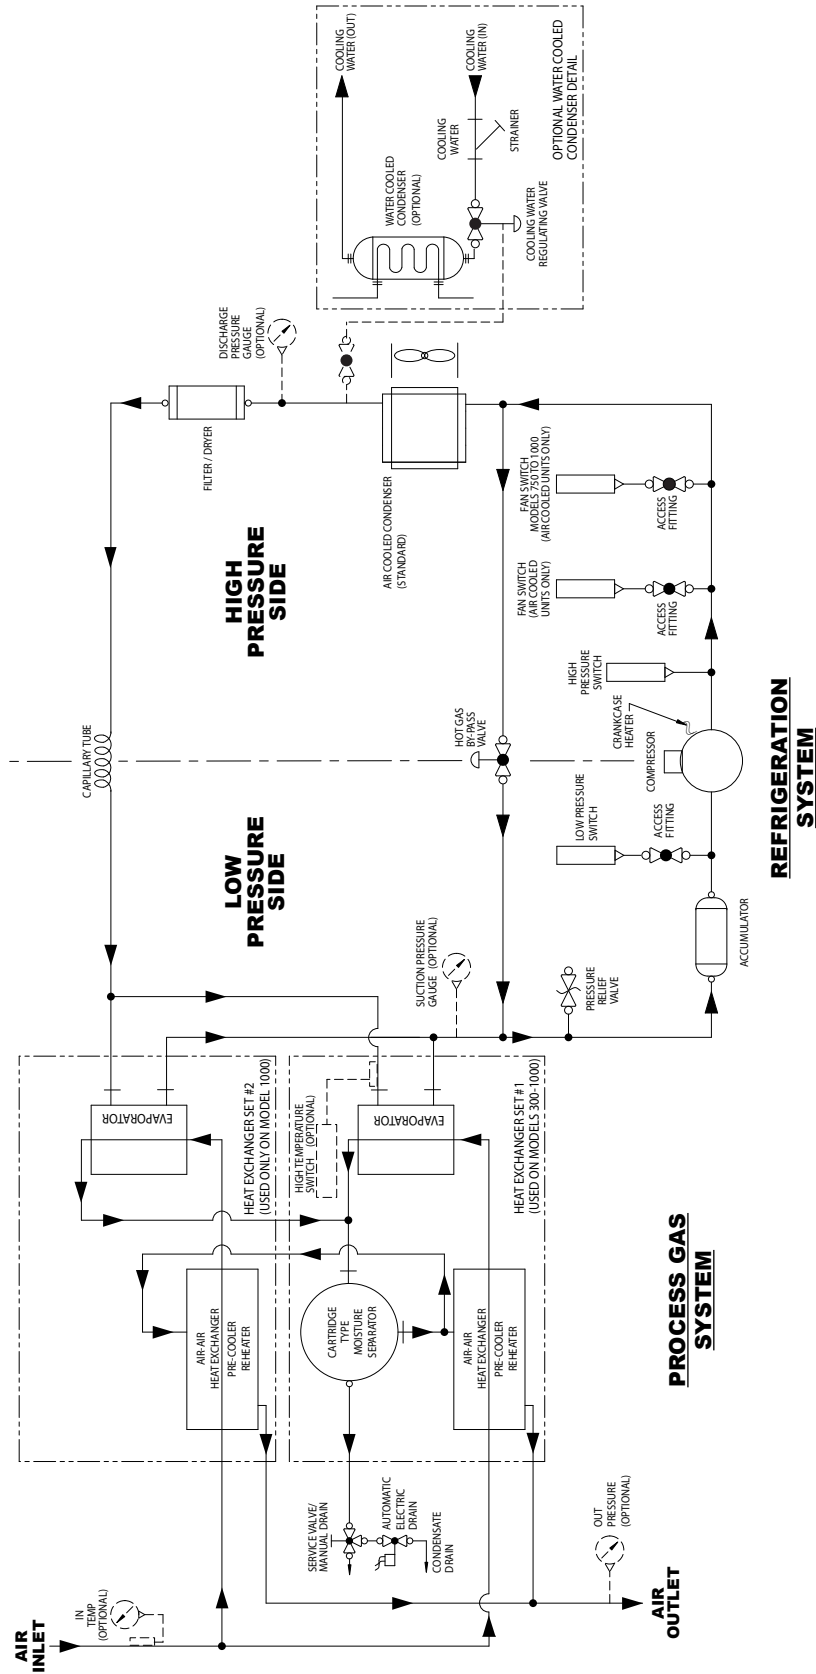 COOLING
WATER (OUT)
COOLING
WATER (IN)
WATER COOLED
CONDENSER
(OPTIONAL)
COOLING
WATER
STRAINER
COOLING WATER
REGULATING VALVE
OPTIONAL WATER COOLED
CONDENSER DETAIL
DISCHARGE
PRESSURE
GAUGE
(OPTIONAL)
FILTER / DRYER
AIR COOLED CONDENSER
(STANDARD)
FAN SWITCH
MODELS 750 TO 1000
(AIR COOLED UNITS ONLY)
ACCESS
FITTING
FAN SWITCH
(AIR COOLED
UNITS ONLY)
ACCESS
FITTING
HIGH
PRESSURE
SIDE
HIGH
PRESSURE
SWITCH
CRANKCASE
HEATER
COMPRESSOR
HOT GAS
BY-PASS
VALVE
CAPILLARY TUBE
LOW
PRESSURE
SIDE
LOW PRESSURE
SWITCH
ACCESS
FITTING
REFRIGERATION
SYSTEM
ACCUMULATOR
SUCTION PRESSURE
GAUGE (OPTIONAL)
PRESSURE
RELIEF
VALVE
EVAPORATOR
HEAT EXCHANGER SET #2
(USED ONLY ON MODEL 1000)
HIGH TEMPERATURE
SWITCH (OPTIONAL)
EVAPORATOR
HEAT EXCHANGER SET #1
(USED ON MODELS 300-1000)
AIR-AIR
HEAT EXCHANGER
PRE-COOLER
REHEATER
CARTRIDGE
TYPE
MOISTURE
SEPARATOR
AIR-AIR
HEAT EXCHANGER
PRE-COOLER
REHEATER
PROCESS GAS
SYSTEM
SERVICE VALVE/
MANUAL DRAIN
AUTOMATIC
ELECTRIC
DRAIN
CONDENSATE
DRAIN
OUT
PRESSURE
(OPTIONAL)
IN
TEMP
(OPTIONAL)
AIR
INLET
AIR
OUTLET